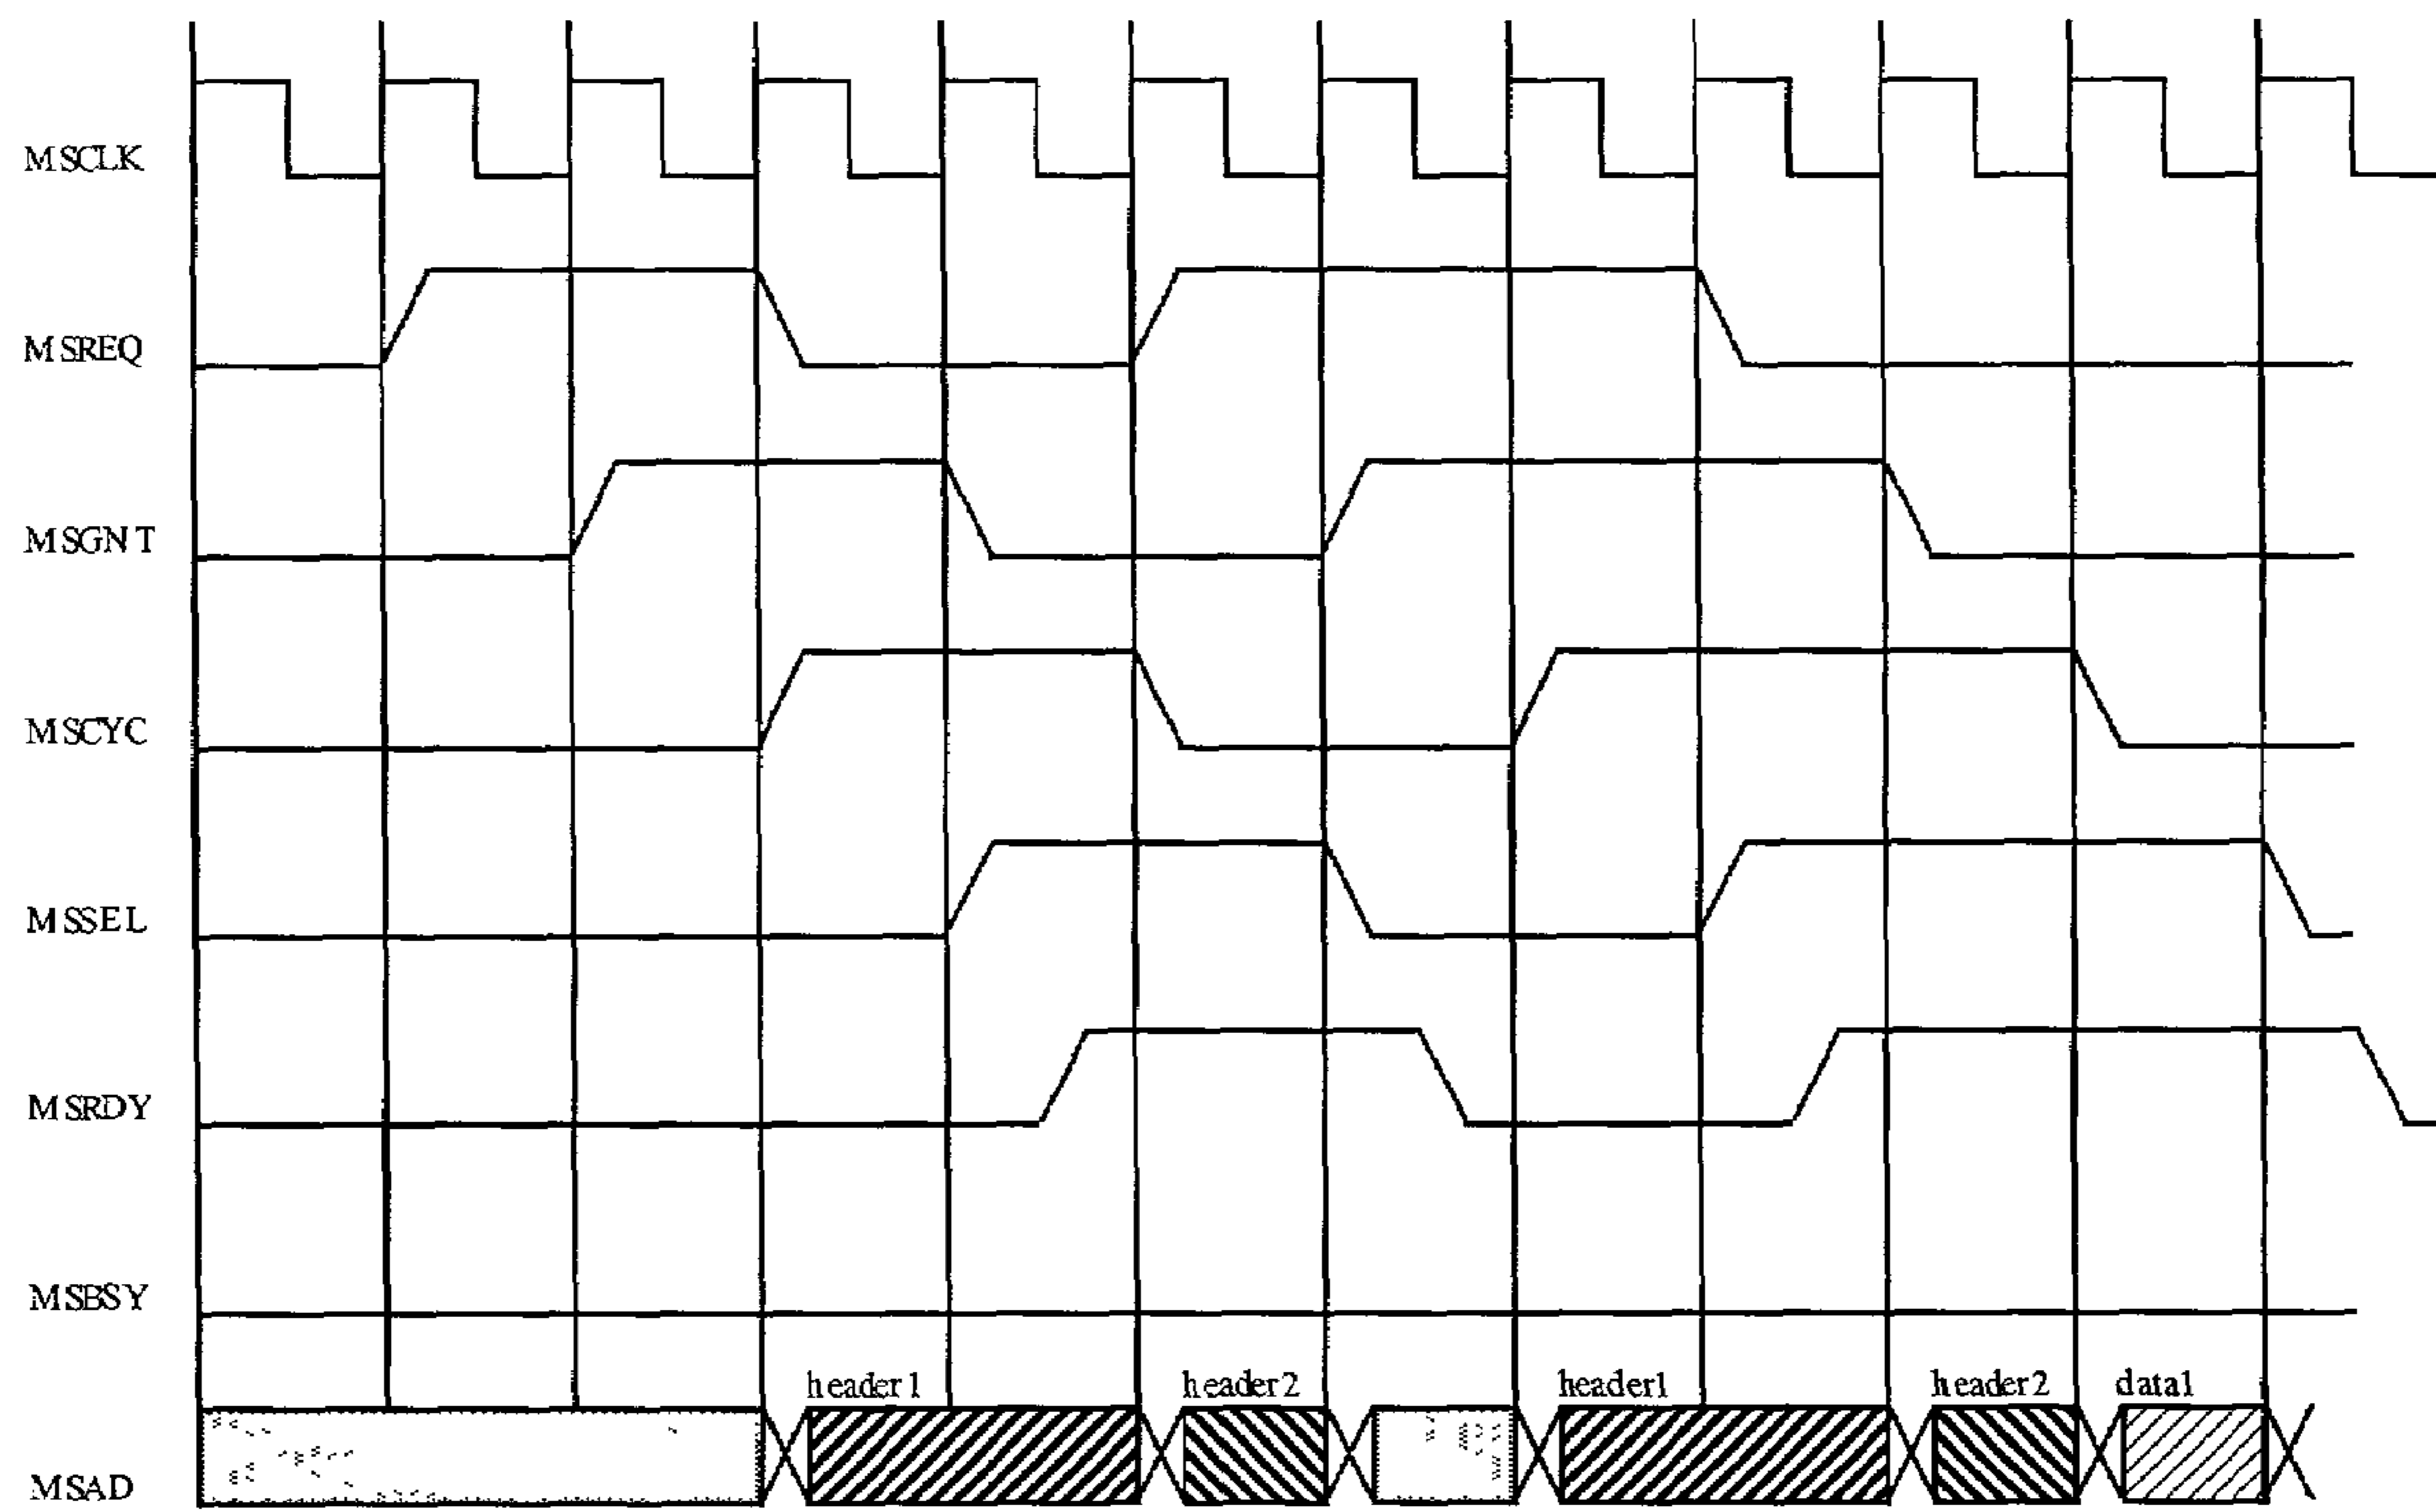 MSCLK
MSREQ
MSGNT
MSCYC
MSSEL
MSRDY
MSBSY
header1 header2 header1 header2 data1
MSAD